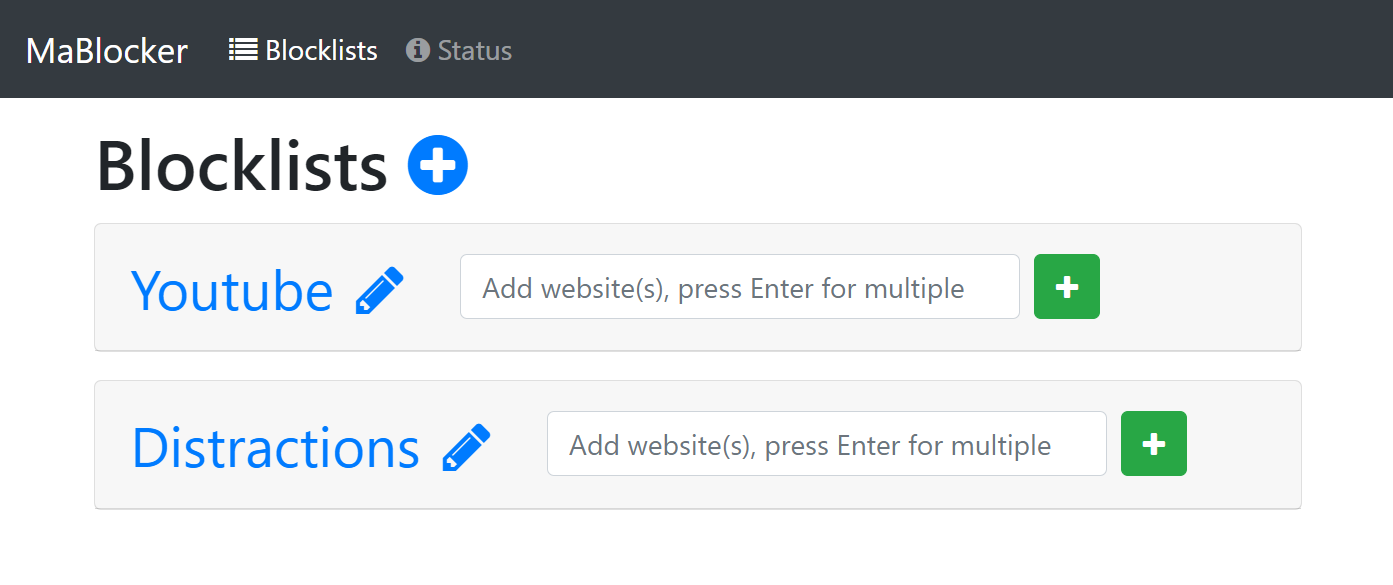 MaBlocker Blocklists Status
Blocklists
Youtube Add website(s), press Enter for multiple
Distractions Add website(s), press Enter for multiple